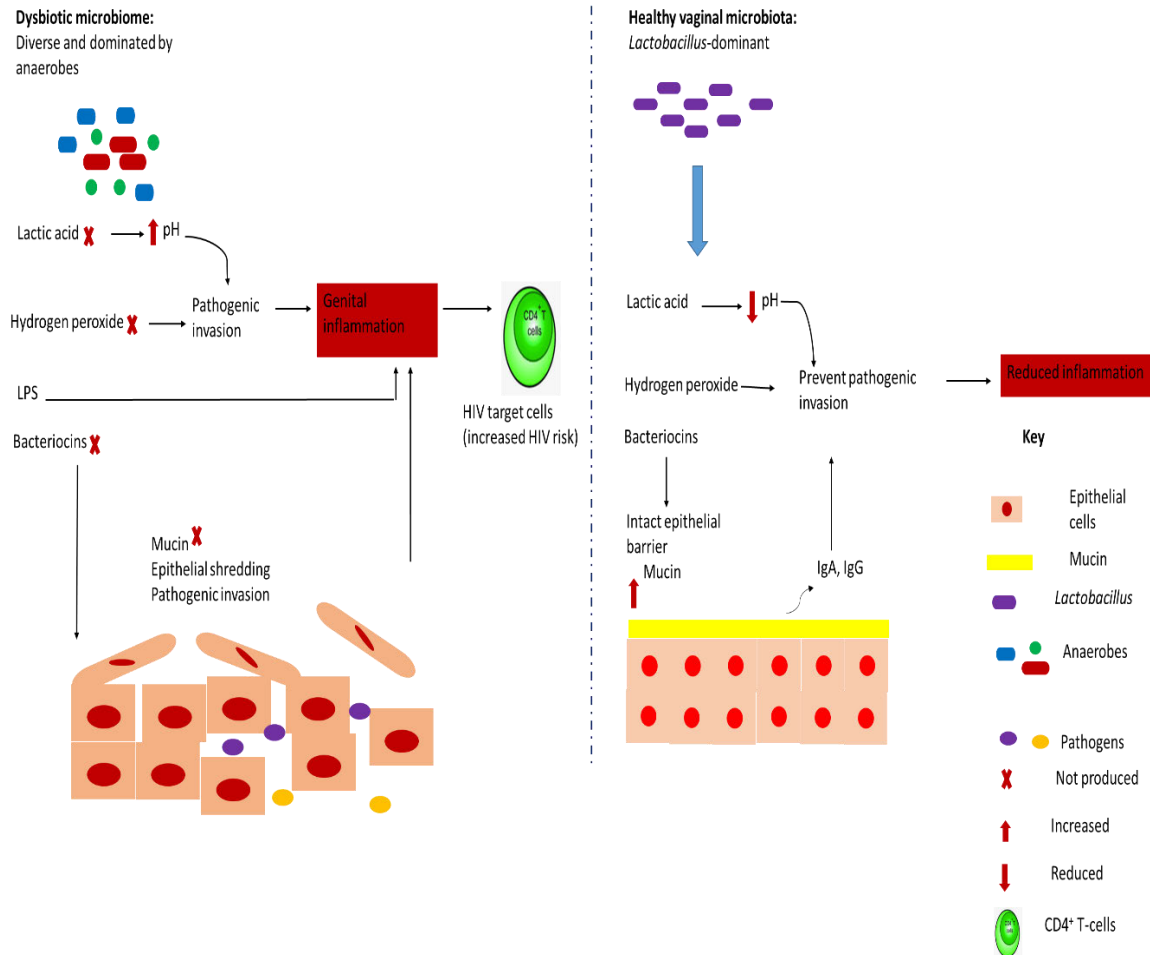 Dysbiotic microbiome:
Diverse and dominated by
anaerobes
Lactic acid
pH
Hydrogen peroxide
Pathogenic
invasion
Genital
inflammation
CD4+ T
cells
LPS
HIV target cells
(increased HIV risk)
Bacteriocins
Mucin
Epithelial shredding
Pathogenic invasion
Healthy vaginal microbiota:
Lactobacillus-dominant
Lactic acid
pH
Hydrogen peroxide
Prevent pathogenic
invasion
Reduced inflammation
Bacteriocins
Intact epithelial
barrier
Mucin
IgA, IgG
Key
Epithelial
cells
Mucin
Lactobacillus
Anaerobes
Pathogens
Not produced
Increased
Reduced
CD4+ T-cells